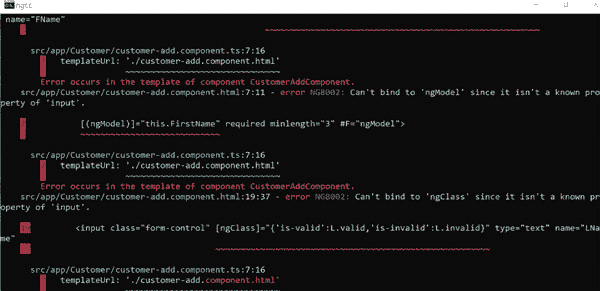 name="FName"
src/app/Customer/customer-add.component.ts:7:16
templateUrl: './customer-add.component.html'
Error occurs in the template of component CustomerAddComponent.
src/app/Customer/customer-add.component.html:7:11 - error NG8002: Can't bind to 'ngModel' since it isn't a known pr
operty of 'input'.
[(ngModel)]="this.FirstName" required minlength="3" #F="ngModel">
src/app/Customer/customer-add.component.ts:7:16
templateUrl: './customer-add.component.html'
Error occurs in the template of component CustomerAddComponent.
src/app/Customer/customer-add.component.html:19:37 - error NG8002: Can't bind to 'ngClass' since it isn't a known pr
operty of 'input'.
<input class="form-control" [ngClass]="{'is-valid':L.valid,'is-invalid':L.invalid}" type="text" name="LNa
me"
src/app/Customer/customer-add.component.ts:7:16
templateUrl: './customer-add.component.html'